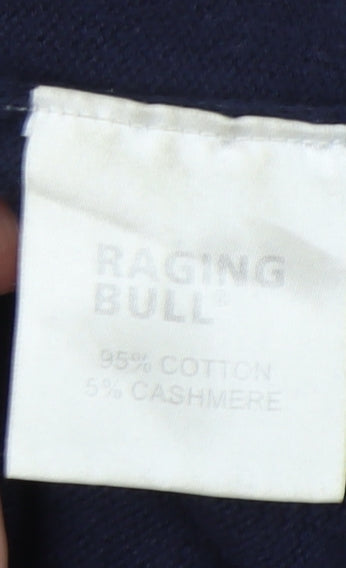 RAGING
BULL®
95% COTTON
5% CASHMERE